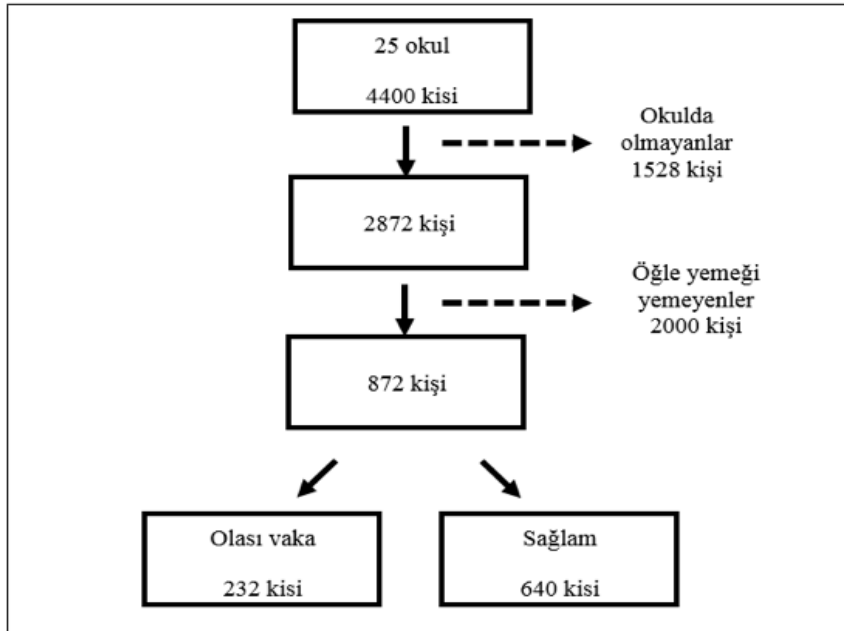 25 okul
4400 kisi
Okulda
olmayanlar
1528 kişi
2872 kişi
Öğle yemeği
yemeyenler
2000 kişi
872 kişi
Olası vaka
232 kisi
Sağlam
640 kisi